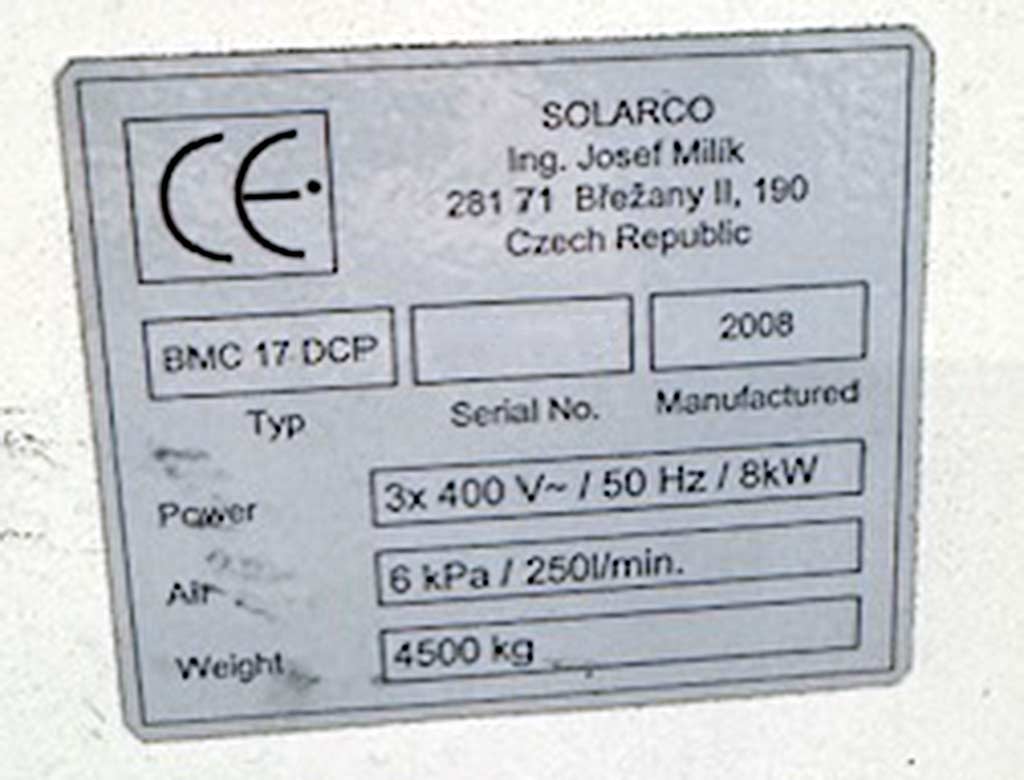 CE
SOLARCO
Ing. Josef Milík
281 71 Břežany II, 190
Czech Republic
BMC 17 DCP
2008
Typ
Serial No.
Manufactured
Power
3x 400 V~ / 50 Hz / 8kW
Air
6 kPa / 250l/min.
Weight
4500 kg